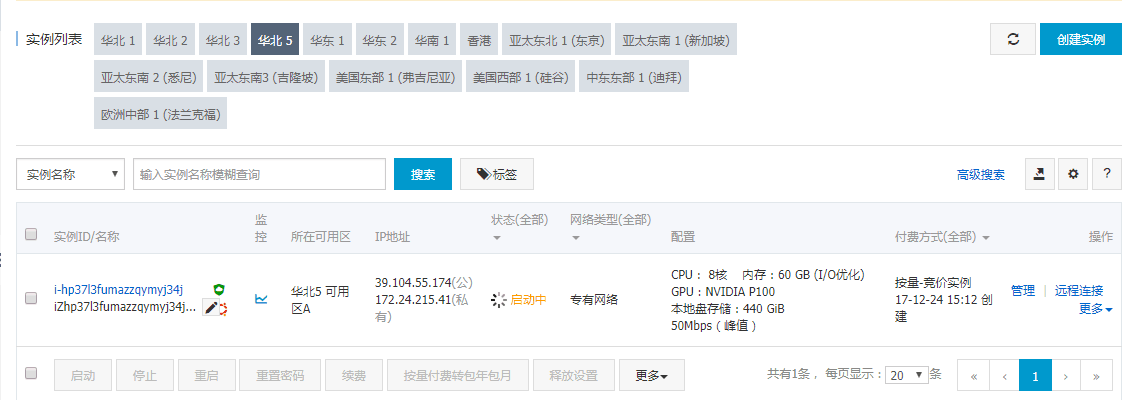 实例列表 华北 1 华北 2 华北 3 华北 5 华东 1 华东 2 华南 1 香港 亚太东北 1 (东京) 亚太东南 1 (新加坡) 创建实例
亚太东南 2 (悉尼) 亚太东南3 (吉隆坡) 美国东部 1 (弗吉尼亚) 美国西部 1 (硅谷) 中东东部 1 (迪拜)
欧洲中部 1 (法兰克福)
实例名称 输入实例名称模糊查询 搜索 标签 高级搜索 ?
实例ID/名称 监控 所在可用区 IP地址 状态(全部) 网络类型(全部) 配置 付费方式(全部) 操作
i-hp37l3fumazzqymyj34j
iZhp37l3fumazzqymyj34j...
华北5 可用
区A
39.104.55.174(公)
172.24.215.41(私
有)
启动中
专有网络
CPU： 8核 内存：60 GB (I/O优化)
GPU：NVIDIA P100
本地盘存储：440 GiB
50Mbps（峰值）
按量-竞价实例
17-12-24 15:12 创
建
管理 | 远程连接
更多
启动 停止 重启 重置密码 续费 按量付费转包年包月 释放设置 更多 共有1条， 每页显示：20 条 « ‹ 1 › »